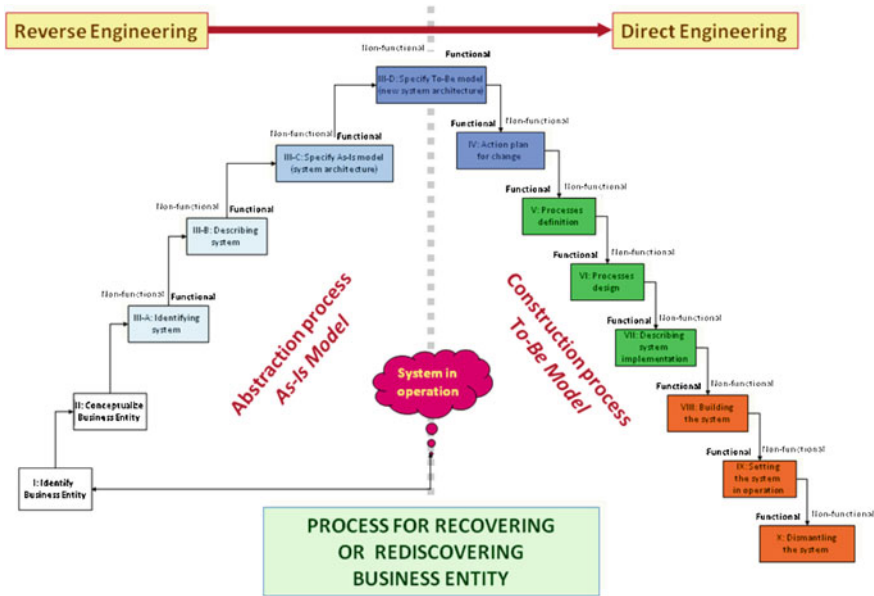 Reverse Engineering
Direct Engineering
Non-functional
Functional
III-D: Specify To-Be model
(new system architecture)
Non-functional
Functional
III-C: Specify As-Is model
(system architecture)
Non-functional
Functional
III-B: Describing
system
Non-functional
Functional
III-A: Identifying
system
II: Conceptualize
Business Entity
I: Identify
Business Entity
Abstraction process
As-Is Model
System in
operation
Construction process
To-Be Model
Functional
Non-functional
IV: Action plan
for change
Functional
Non-functional
V: Processes
definition
Functional
Non-functional
VI: Processes
design
Functional
Non-functional
VII: Describing
system
implementation
Functional
Non-functional
VIII: Building
the system
Functional
Non-functional
IX: Setting
the system
in operation
Functional
Non-functional
X: Dismantling
the system
PROCESS FOR RECOVERING
OR REDISCOVERING
BUSINESS ENTITY